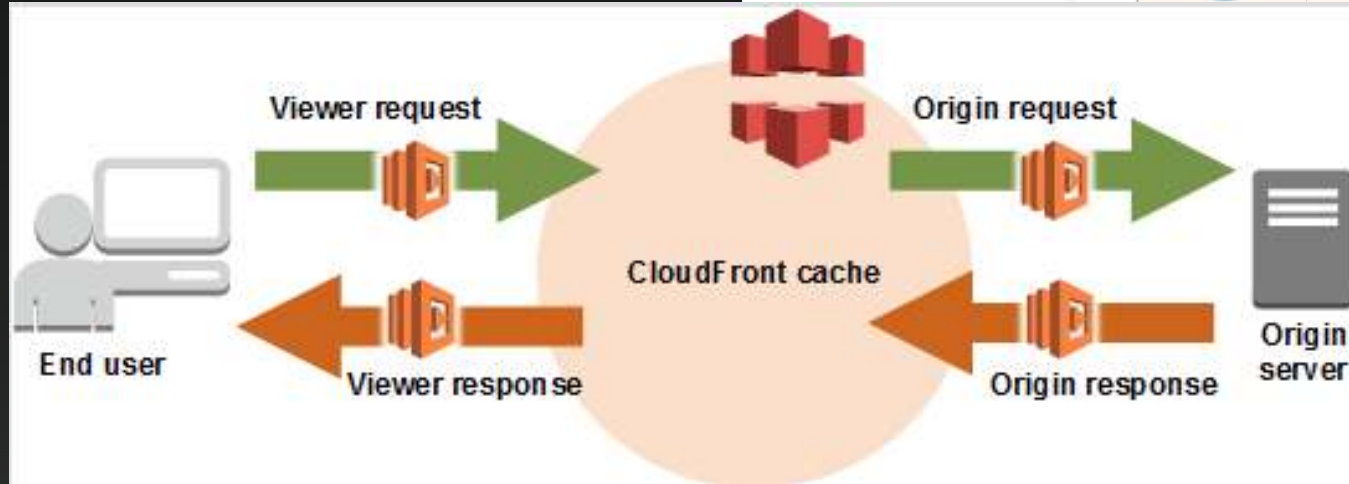 Viewer request
Origin request
CloudFront cache
End user
Viewer response
Origin response
Origin
server